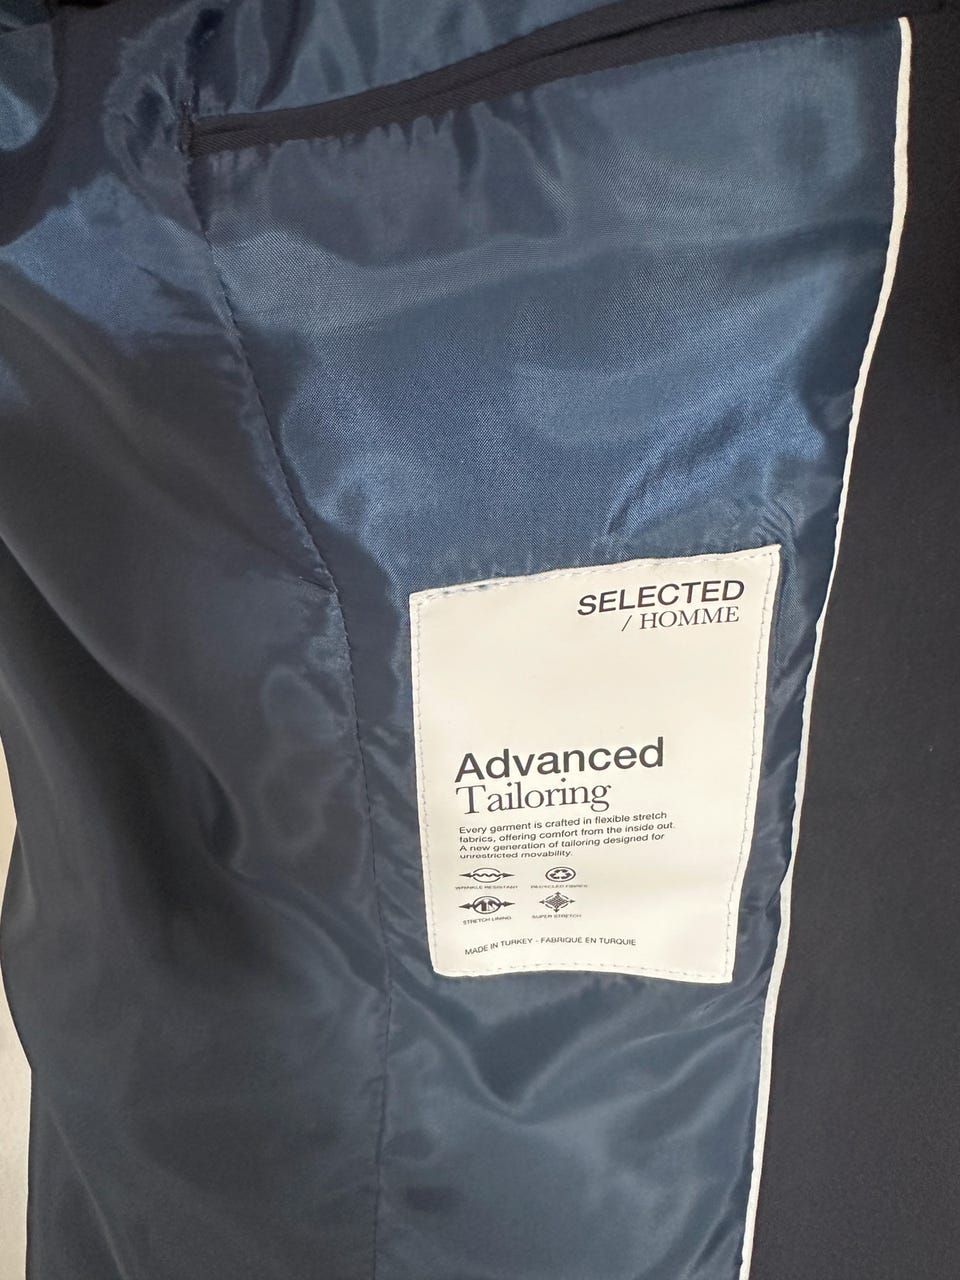 SELECTED
/ HOMME
Advanced
Tailoring
Every garment is crafted in flexible stretch
fabrics, offering comfort from the inside out.
A new generation of tailoring designed for
unrestricted movability.
WRINKLE RESISTANT
RECYCLED FABRIC
STRETCH LINING
SUPER STRETCH
MADE IN TURKEY - FABRIQUÉ EN TURQUIE